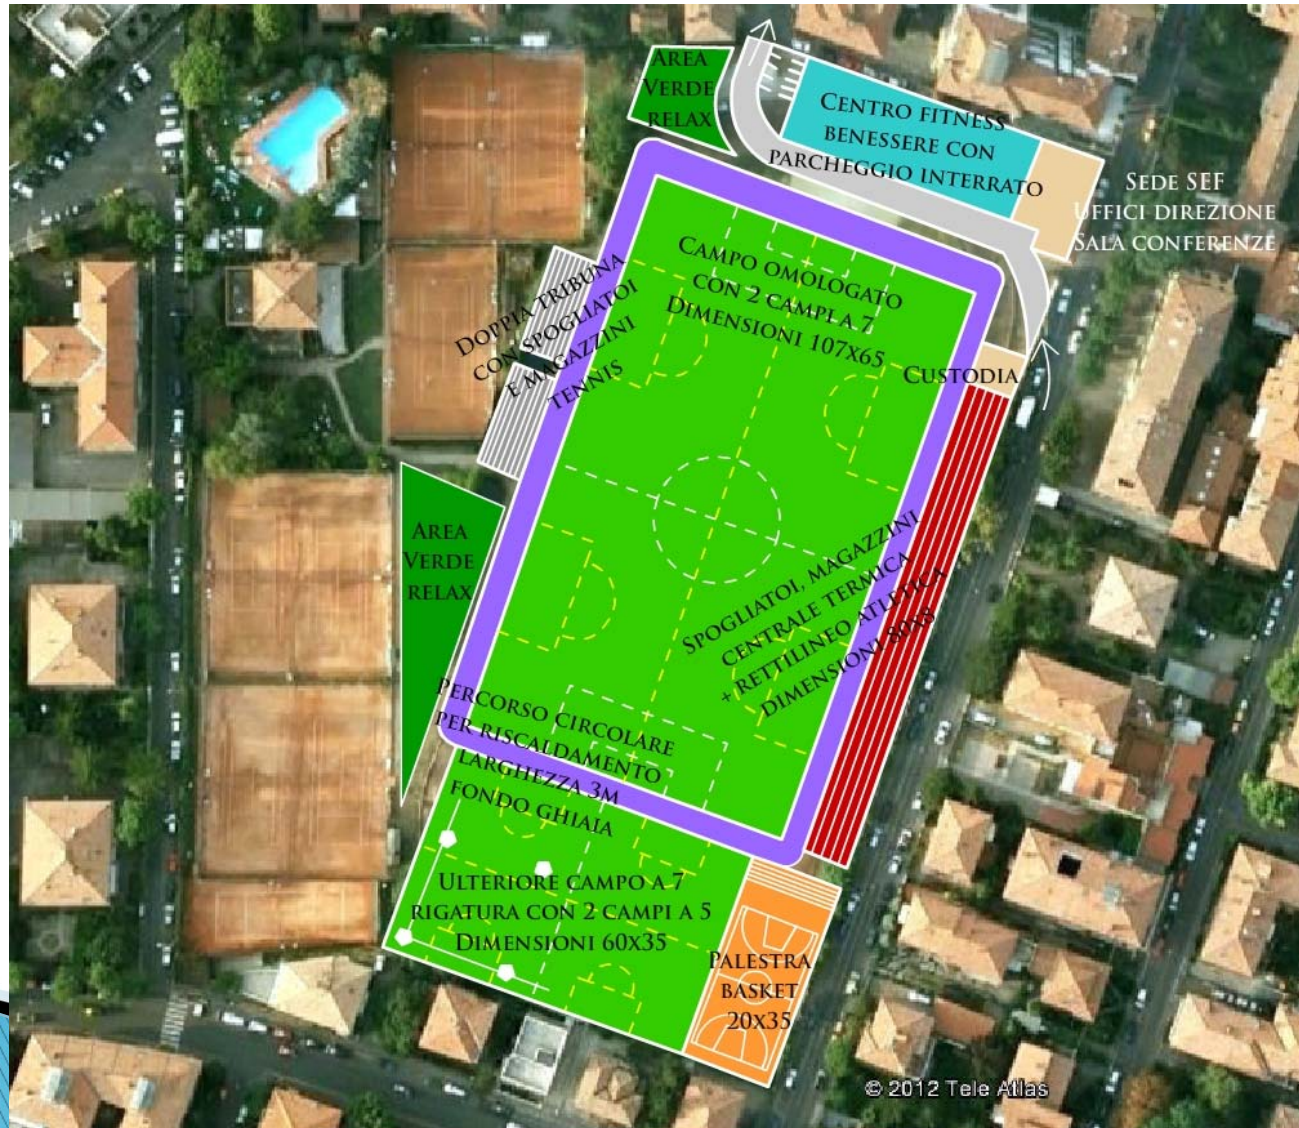 Area
Verde
relax
Centro fitness
benessere con
parcheggio interrato
Sede SEF
Uffici direzione
Sala conferenze
Campo omologato
con 2 campi a 7
Dimensioni 107x65
Doppia tribuna
con spogliatoi
e magazzini
tennis
Custodia
Area
Verde
relax
Spogliatoi, magazzini
centrale termica
+ rettilineo atletica
dimensioni 80x8
percorso circolare
per riscaldamento
larghezza 3m
fondo ghiaia
Ulteriore campo a 7
rigatura con 2 campi a 5
Dimensioni 60x35
Palestra
basket
20x35
© 2012 Tele Atlas